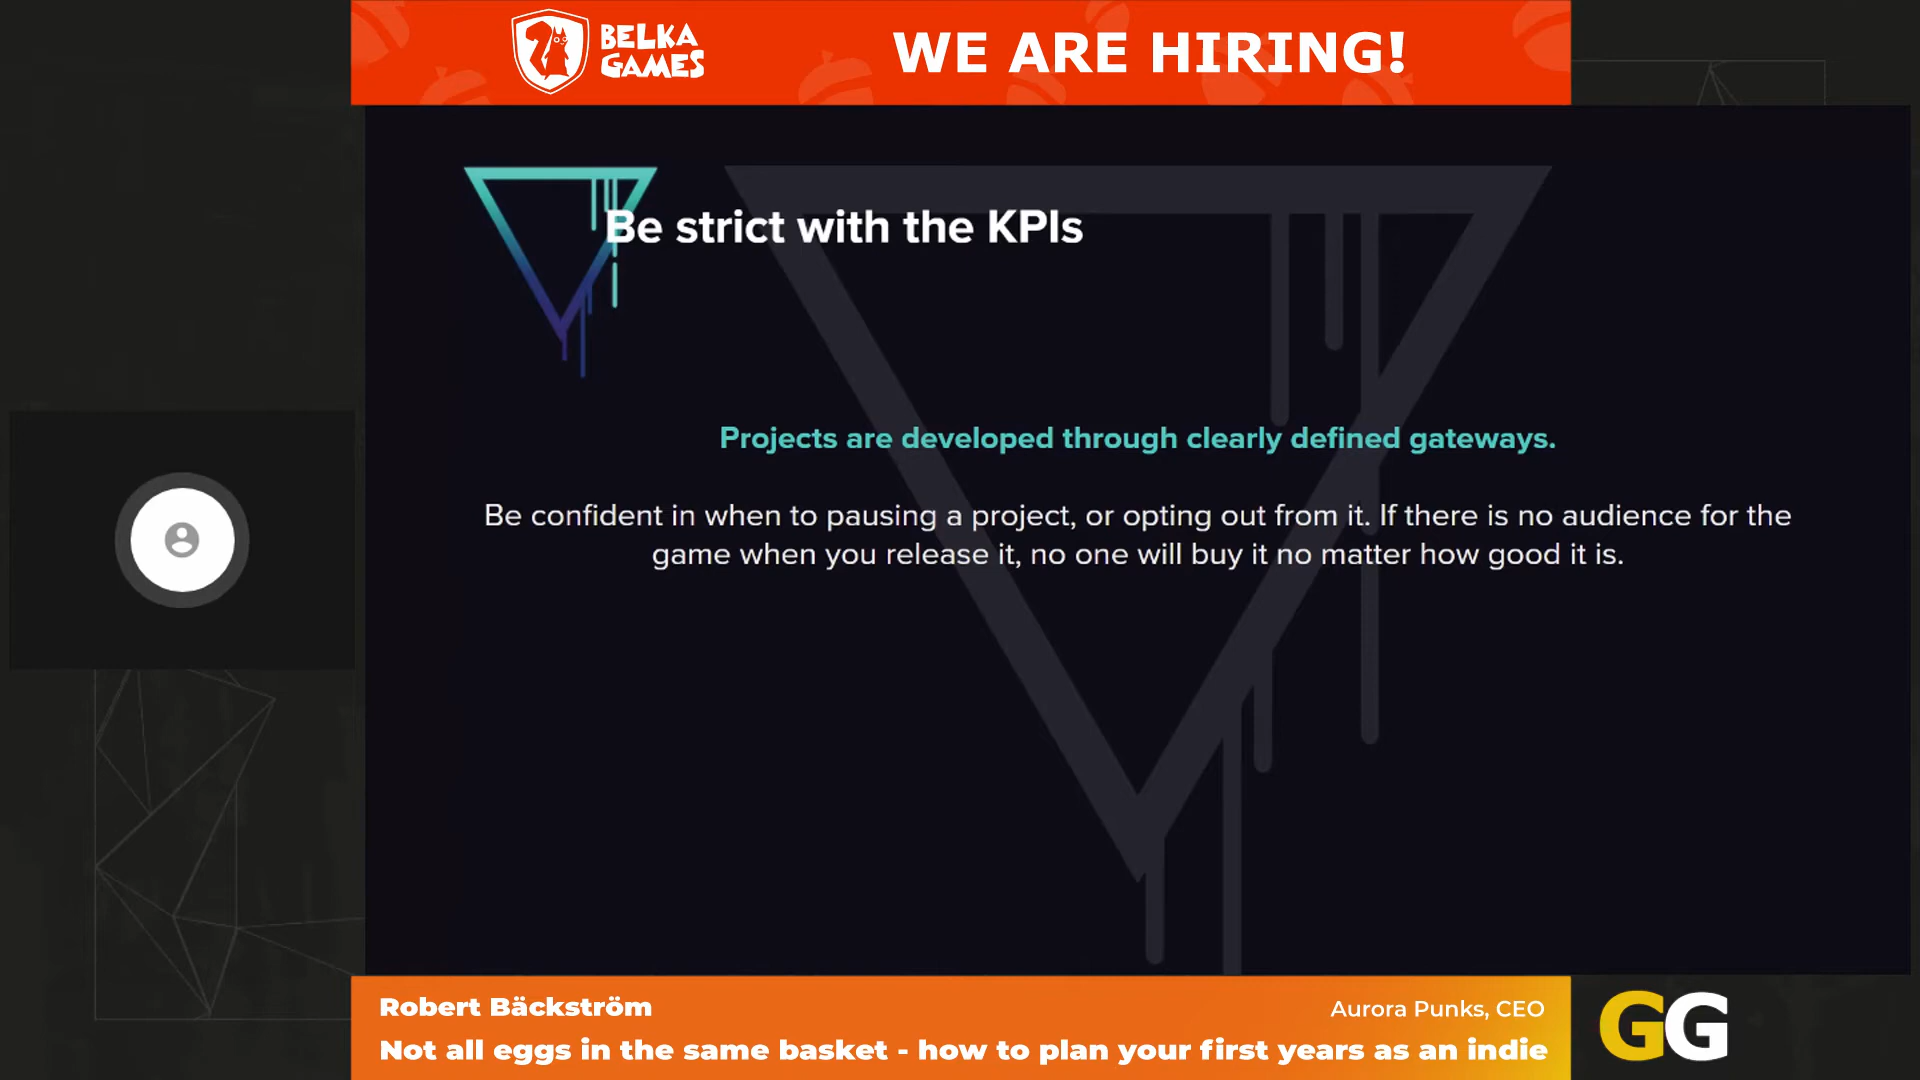 BELKA
GAMES
WE ARE HIRING!
Be strict with the KPIs
Projects are developed through clearly defined gateways.
Be confident in when to pausing a project, or opting out from it. If there is no audience for the
game when you release it, no one will buy it no matter how good it is.
Robert Bäckström
Aurora Punks, CEO
Not all eggs in the same basket - how to plan your first years as an indie
GG